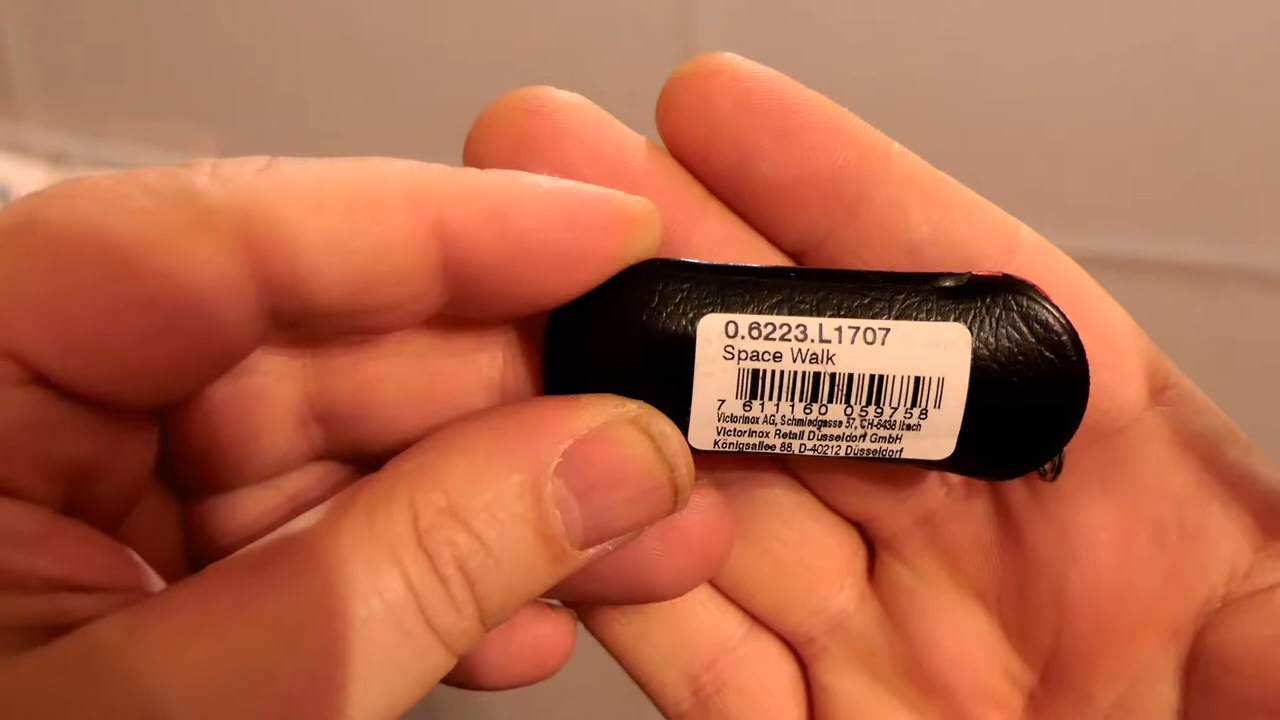 0.6223.L1707
Space Walk
7 611160 059758
Victorinox AG, Schmiedgasse 57, CH-6438 Ibach
Victorinox Retail Düsseldorf GmbH
Königsallee 88, D-40212 Düsseldorf